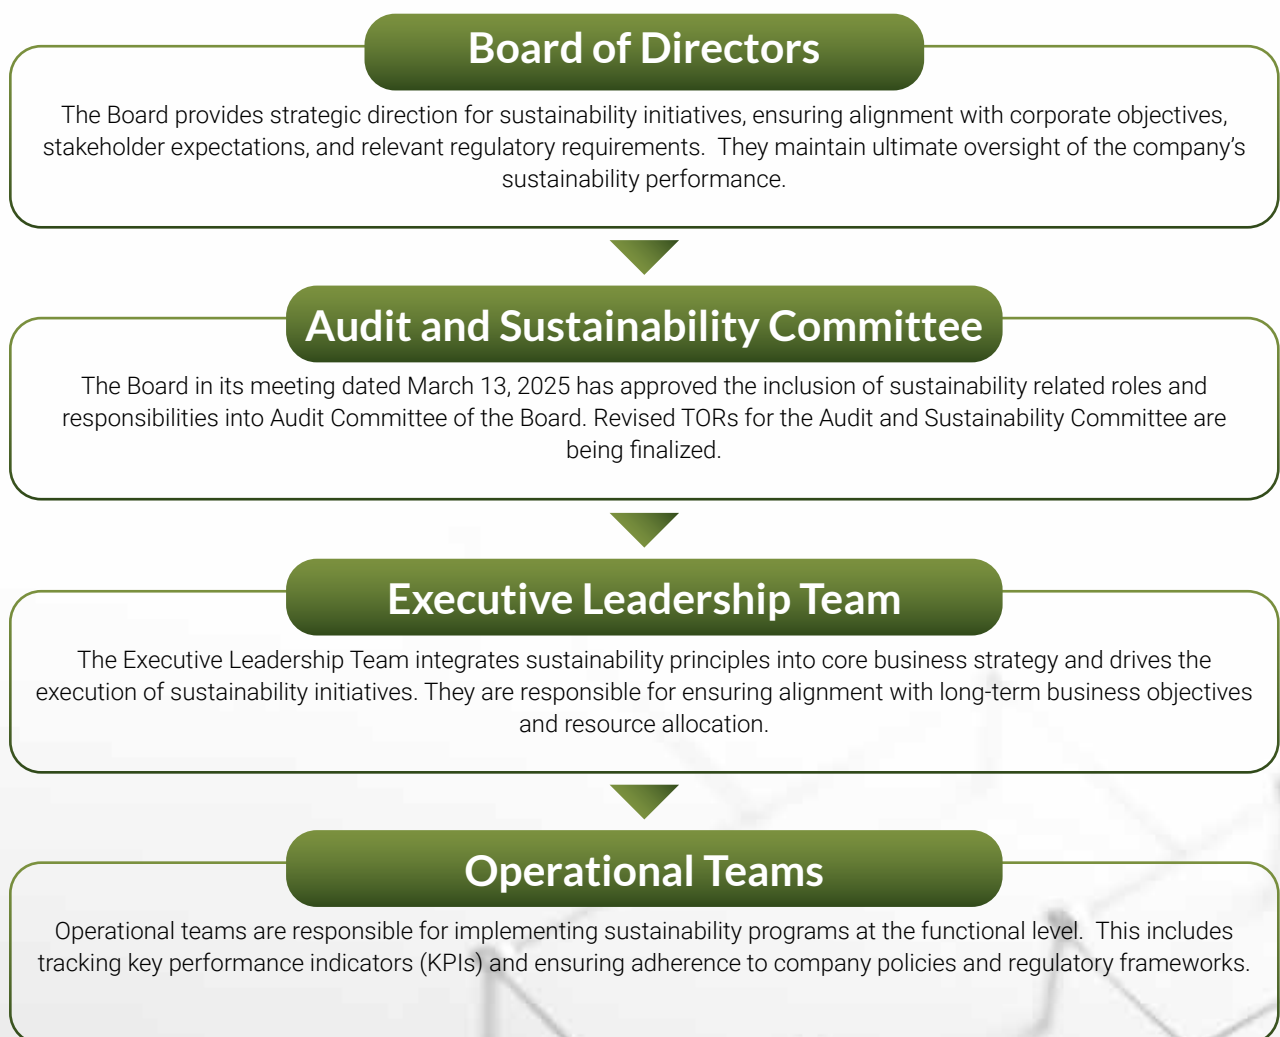 Board of Directors
The Board provides strategic direction for sustainability initiatives, ensuring alignment with corporate objectives,
stakeholder expectations, and relevant regulatory requirements.  They maintain ultimate oversight of the company’s
sustainability performance.
Audit and Sustainability Committee
The Board in its meeting dated March 13, 2025 has approved the inclusion of sustainability related roles and
responsibilities into Audit Committee of the Board. Revised TORs for the Audit and Sustainability Committee are
being finalized.
Executive Leadership Team
The Executive Leadership Team integrates sustainability principles into core business strategy and drives the
execution of sustainability initiatives. They are responsible for ensuring alignment with long-term business objectives
and resource allocation.
Operational Teams
Operational teams are responsible for implementing sustainability programs at the functional level.  This includes
tracking key performance indicators (KPIs) and ensuring adherence to company policies and regulatory frameworks.